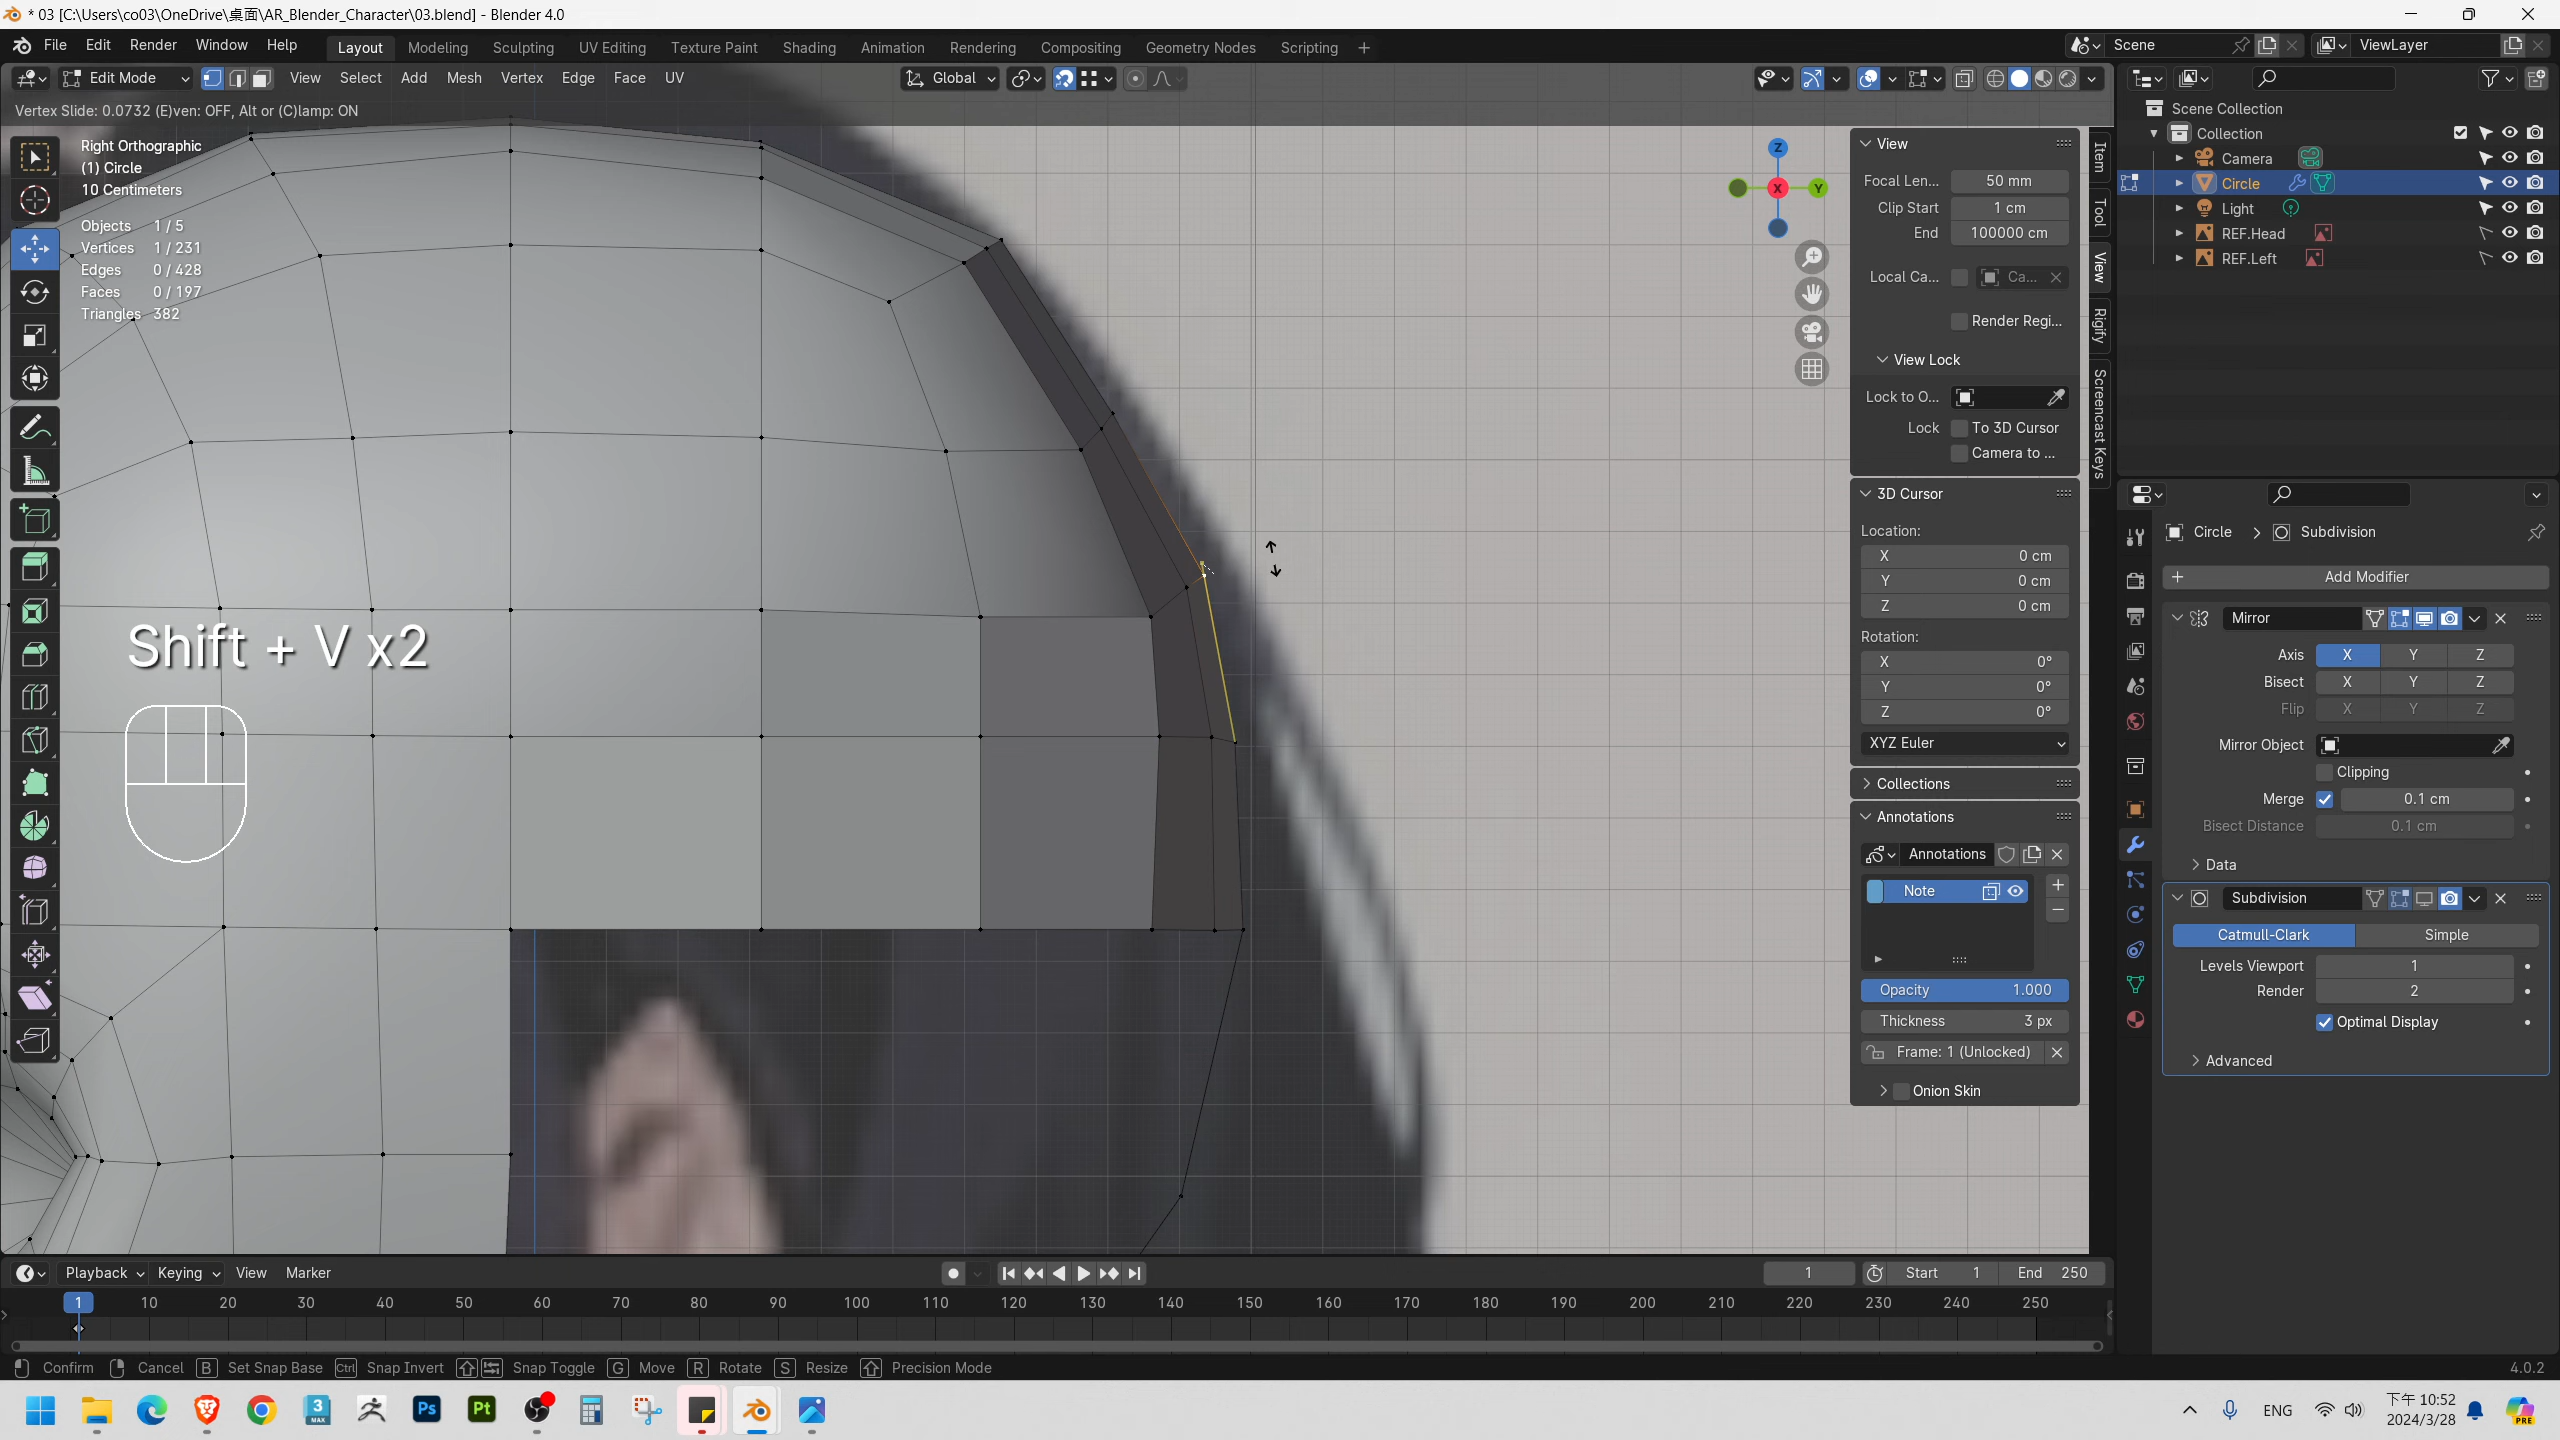 * 03 [C:\Users\co03\OneDrive\桌面\AR_Blender_Character\03.blend] - Blender 4.0
File Edit Render Window Help Layout Modeling Sculpting UV Editing Texture Paint Shading Animation Rendering Compositing Geometry Nodes Scripting + Scene ViewLayer
Edit Mode View Select Add Mesh Vertex Edge Face UV Global
Vertex Slide: 0.0732 (E)ven: OFF, Alt or (C)lamp: ON
Right Orthographic
(1) Circle
10 Centimeters
Objects 1 / 5
Vertices 1 / 231
Edges 0 / 428
Faces 0 / 197
Triangles 382
Shift + V x2
Z
X
Y
View
Focal Len... 50 mm
Clip Start 1 cm
End 100000 cm
Local Ca... Ca...
Render Regi...
View Lock
Lock to O...
Lock To 3D Cursor
Camera to ...
3D Cursor
Location:
X 0 cm
Y 0 cm
Z 0 cm
Rotation:
X 0°
Y 0°
Z 0°
XYZ Euler
Collections
Annotations
Annotations
Note
Opacity 1.000
Thickness 3 px
Frame: 1 (Unlocked)
Onion Skin
Item
Tool
View
Rigify
Screencast Keys
Scene Collection
Collection
Camera
Circle
Light
REF.Head
REF.Left
Circle > Subdivision
+ Add Modifier
Mirror
Axis X Y Z
Bisect X Y Z
Flip X Y Z
Mirror Object
Clipping
Merge 0.1 cm
Bisect Distance 0.1 cm
Data
Subdivision
Catmull-Clark Simple
Levels Viewport 1
Render 2
Optimal Display
Advanced
Playback Keying View Marker 1 Start 1 End 250
1 10 20 30 40 50 60 70 80 90 100 110 120 130 140 150 160 170 180 190 200 210 220 230 240 250
Confirm Cancel B Set Snap Base Ctrl Snap Invert Snap Toggle G Move R Rotate S Resize Precision Mode 4.0.2
3 MAX Ps Pt ENG 下午 10:52
2024/3/28
PRE